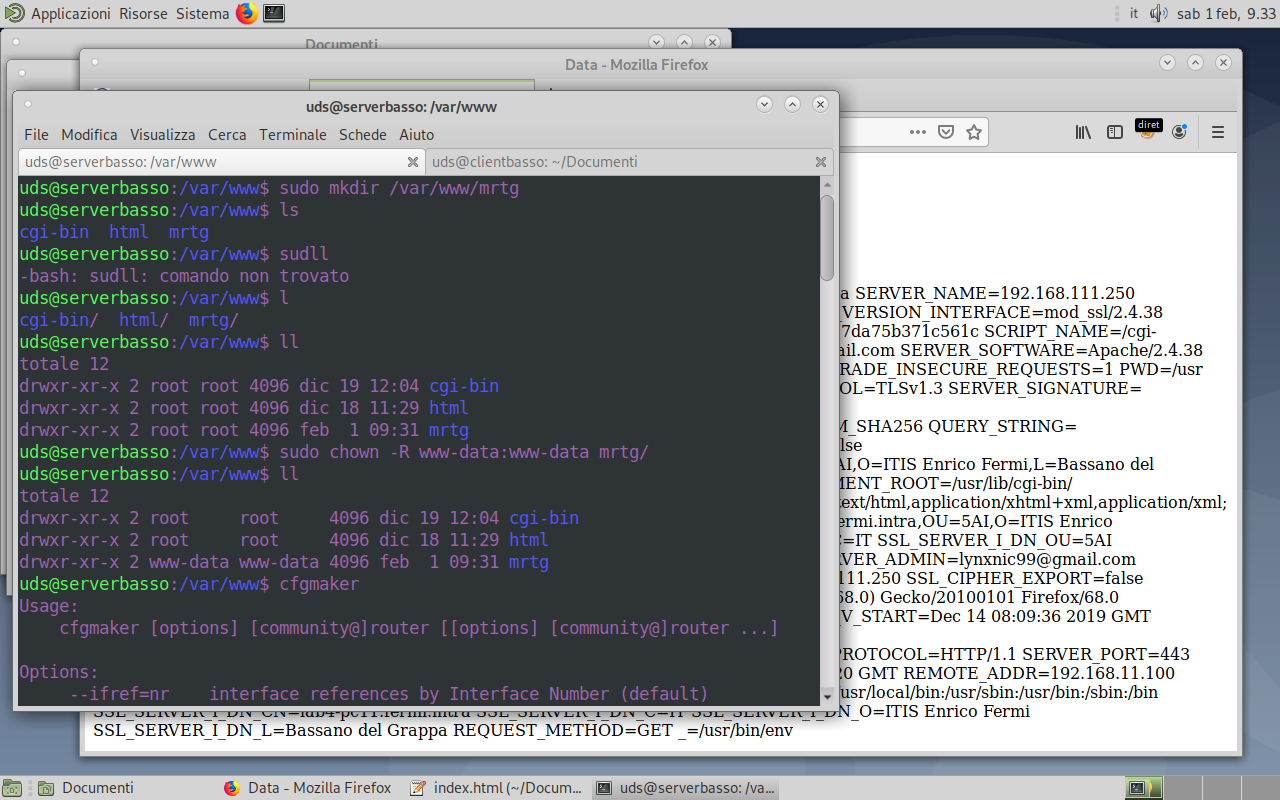 Applicazioni Risorse Sistema
it sab 1 feb, 9.33
Documenti
Data - Mozilla Firefox
uds@serverbasso: /var/www
File Modifica Visualizza Cerca Terminale Schede Aiuto
diret
uds@serverbasso: /var/www
uds@clientbasso: ~/Documenti
uds@serverbasso:/var/www$ sudo mkdir /var/www/mrtg
uds@serverbasso:/var/www$ ls
cgi-bin html mrtg
uds@serverbasso:/var/www$ sudll
-bash: sudll: comando non trovato
uds@serverbasso:/var/www$ l
cgi-bin/ html/ mrtg/
uds@serverbasso:/var/www$ ll
totale 12
drwxr-xr-x 2 root root 4096 dic 19 12:04 cgi-bin
drwxr-xr-x 2 root root 4096 dic 18 11:29 html
drwxr-xr-x 2 root root 4096 feb  1 09:31 mrtg
uds@serverbasso:/var/www$ sudo chown -R www-data:www-data mrtg/
uds@serverbasso:/var/www$ ll
totale 12
drwxr-xr-x 2 root     root     4096 dic 19 12:04 cgi-bin
drwxr-xr-x 2 root     root     4096 dic 18 11:29 html
drwxr-xr-x 2 www-data www-data 4096 feb  1 09:31 mrtg
uds@serverbasso:/var/www$ cfgmaker
Usage:
cfgmaker [options] [community@]router [[options] [community@]router ...]
Options:
--ifref=nr interface references by Interface Number (default)
a SERVER_NAME=192.168.111.250
_VERSION_INTERFACE=mod_ssl/2.4.38
7da75b371c561c SCRIPT_NAME=/cgi-
ail.com SERVER_SOFTWARE=Apache/2.4.38
RADE_INSECURE_REQUESTS=1 PWD=/usr
OL=TLSv1.3 SERVER_SIGNATURE=
M_SHA256 QUERY_STRING=
lse
AI,O=ITIS Enrico Fermi,L=Bassano del
MENT_ROOT=/usr/lib/cgi-bin/
text/html,application/xhtml+xml,application/xml;
ermi.intra,OU=5AI,O=ITIS Enrico
C=IT SSL_SERVER_I_DN_OU=5AI
RVER_ADMIN=lynxnic99@gmail.com
111.250 SSL_CIPHER_EXPORT=false
68.0) Gecko/20100101 Firefox/68.0
V_START=Dec 14 08:09:36 2019 GMT
PROTOCOL=HTTP/1.1 SERVER_PORT=443
20 GMT REMOTE_ADDR=192.168.11.100
usr/local/bin:/usr/sbin:/usr/bin:/sbin:/bin
SSL_SERVER_I_DN_CN=lab4-pc11.fermi.intra SSL_SERVER_I_DN_C=IT SSL_SERVER_I_DN_O=ITIS Enrico Fermi
SSL_SERVER_I_DN_L=Bassano del Grappa REQUEST_METHOD=GET _=/usr/bin/env
Documenti
Data - Mozilla Firefox
index.html (~/Docum...
uds@serverbasso: /va...